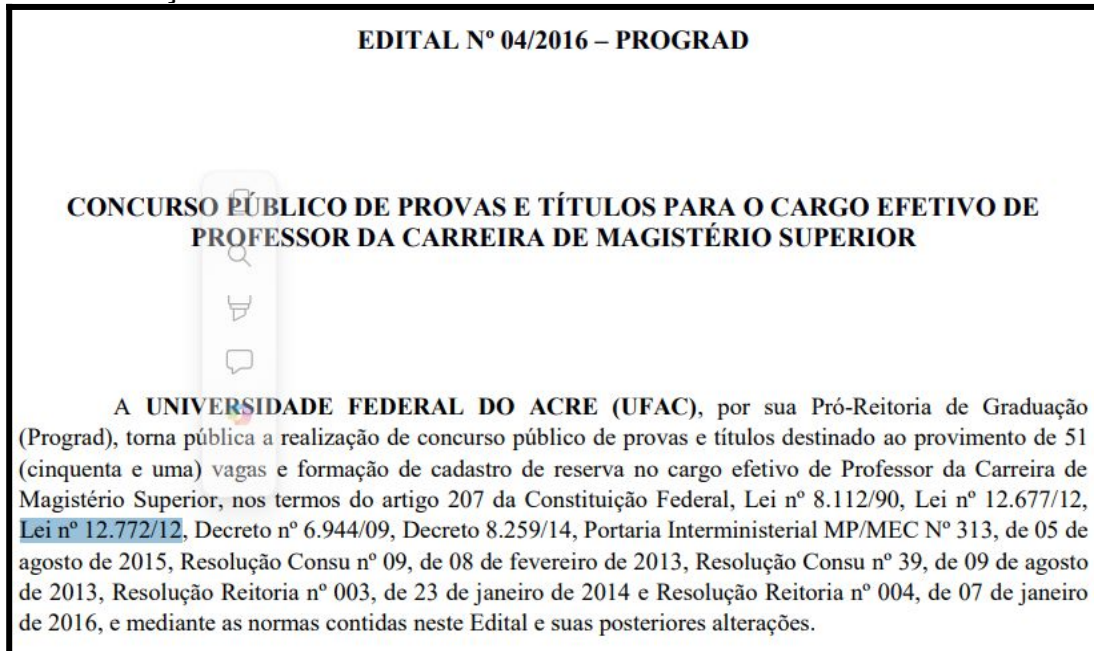 EDITAL Nº 04/2016 – PROGRAD
CONCURSO PÚBLICO DE PROVAS E TÍTULOS PARA O CARGO EFETIVO DE
PROFESSOR DA CARREIRA DE MAGISTÉRIO SUPERIOR
A UNIVERSIDADE FEDERAL DO ACRE (UFAC), por sua Pró-Reitoria de Graduação
(Prograd), torna pública a realização de concurso público de provas e títulos destinado ao provimento de 51
(cinquenta e uma) vagas e formação de cadastro de reserva no cargo efetivo de Professor da Carreira de
Magistério Superior, nos termos do artigo 207 da Constituição Federal, Lei nº 8.112/90, Lei nº 12.677/12,
Lei nº 12.772/12, Decreto nº 6.944/09, Decreto 8.259/14, Portaria Interministerial MP/MEC Nº 313, de 05 de
agosto de 2015, Resolução Consu nº 09, de 08 de fevereiro de 2013, Resolução Consu nº 39, de 09 de agosto
de 2013, Resolução Reitoria nº 003, de 23 de janeiro de 2014 e Resolução Reitoria nº 004, de 07 de janeiro
de 2016, e mediante as normas contidas neste Edital e suas posteriores alterações.